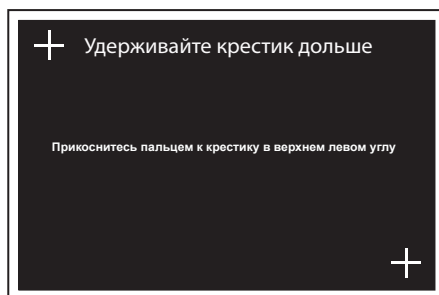 Удерживайте крестик дольше
Прикоснитесь пальцем к крестику в верхнем левом углу